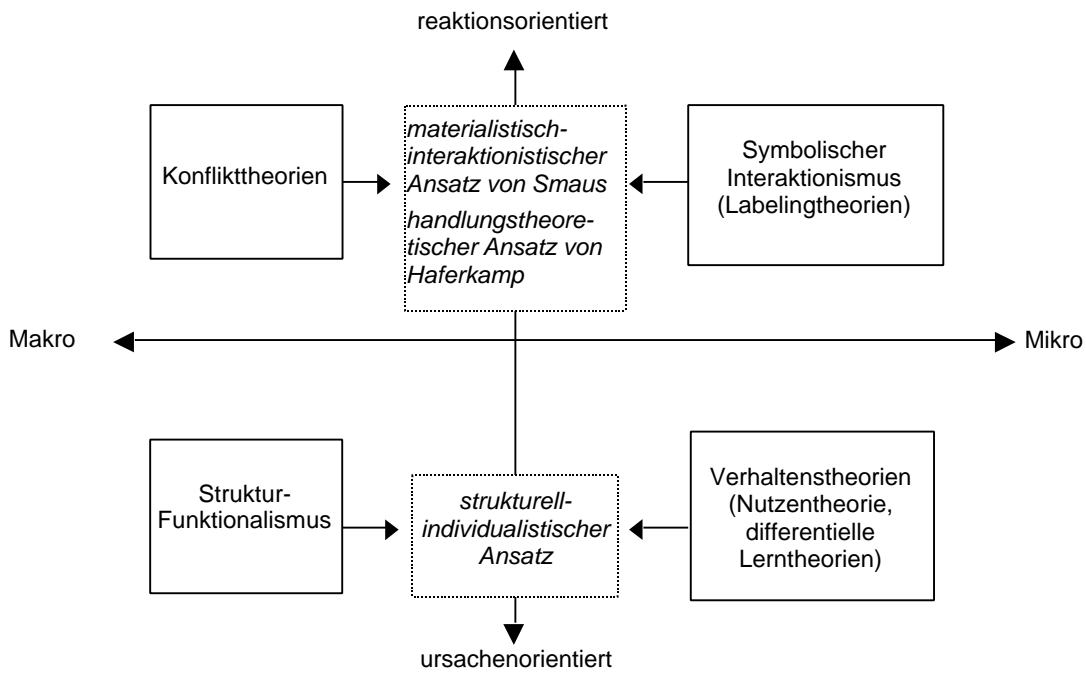 reaktionsorientiert
Konflikttheorien
materialistisch-
interaktionistischer
Ansatz von Smaus
handlungstheore-
tischer Ansatz von
Haferkamp
Symbolischer
Interaktionismus
(Labelingtheorien)
Makro
Mikro
Struktur-
Funktionalismus
strukturell-
individualistischer
Ansatz
Verhaltenstheorien
(Nutzentheorie,
differentielle
Lerntheorien)
ursachenorientiert